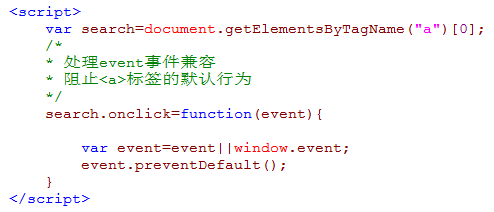 <script>
var search=document.getElementsByTagName("a")[0];
/*
* 处理event事件兼容
* 阻止<a>标签的默认行为
*/
search.onclick=function(event){
var event=event||window.event;
event.preventDefault();
}
</script>